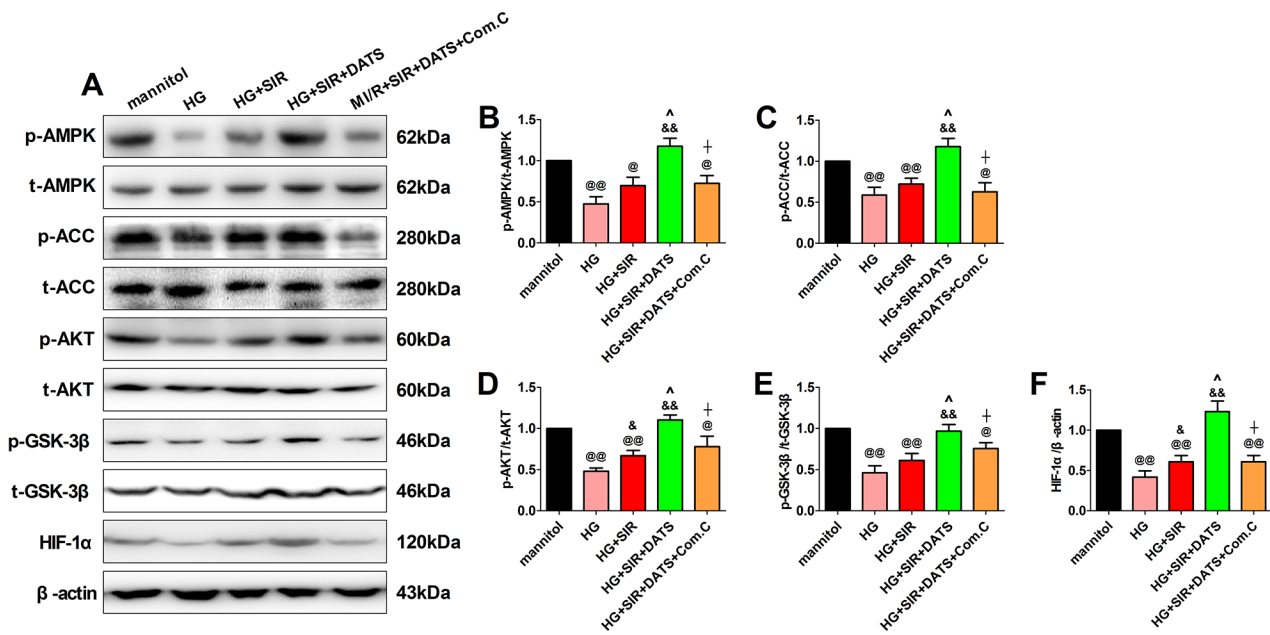 A
mannitol
HG
HG+SIR
HG+SIR+DATS
MI/R+SIR+DATS+Com.C
p-AMPK 62kDa
t-AMPK 62kDa
p-ACC 280kDa
t-ACC 280kDa
p-AKT 60kDa
t-AKT 60kDa
p-GSK-3β 46kDa
t-GSK-3β 46kDa
HIF-1α 120kDa
β -actin 43kDa
B
p-AMPK/t-AMPK
1.5
1.0
0.5
0.0
@@
@
&&
^
@
┼
mannitol
HG
HG+SIR
HG+SIR+DATS
HG+SIR+DATS+Com.C
C
p-ACC/t-ACC
1.5
1.0
0.5
0.0
@@
@@
&&
^
@
┼
mannitol
HG
HG+SIR
HG+SIR+DATS
HG+SIR+DATS+Com.C
D
p-AKT/t-AKT
1.5
1.0
0.5
0.0
@@
&
@@
^
&&
┼
@
mannitol
HG
HG+SIR
HG+SIR+DATS
HG+SIR+DATS+Com.C
E
p-GSK-3β /t-GSK-3β
1.5
1.0
0.5
0.0
@@
@@
^
&&
┼
@
mannitol
HG
HG+SIR
HG+SIR+DATS
HG+SIR+DATS+Com.C
F
HIF-1α /β -actin
1.5
1.0
0.5
0.0
@@
&
@@
^
&&
┼
@@
mannitol
HG
HG+SIR
HG+SIR+DATS
HG+SIR+DATS+Com.C